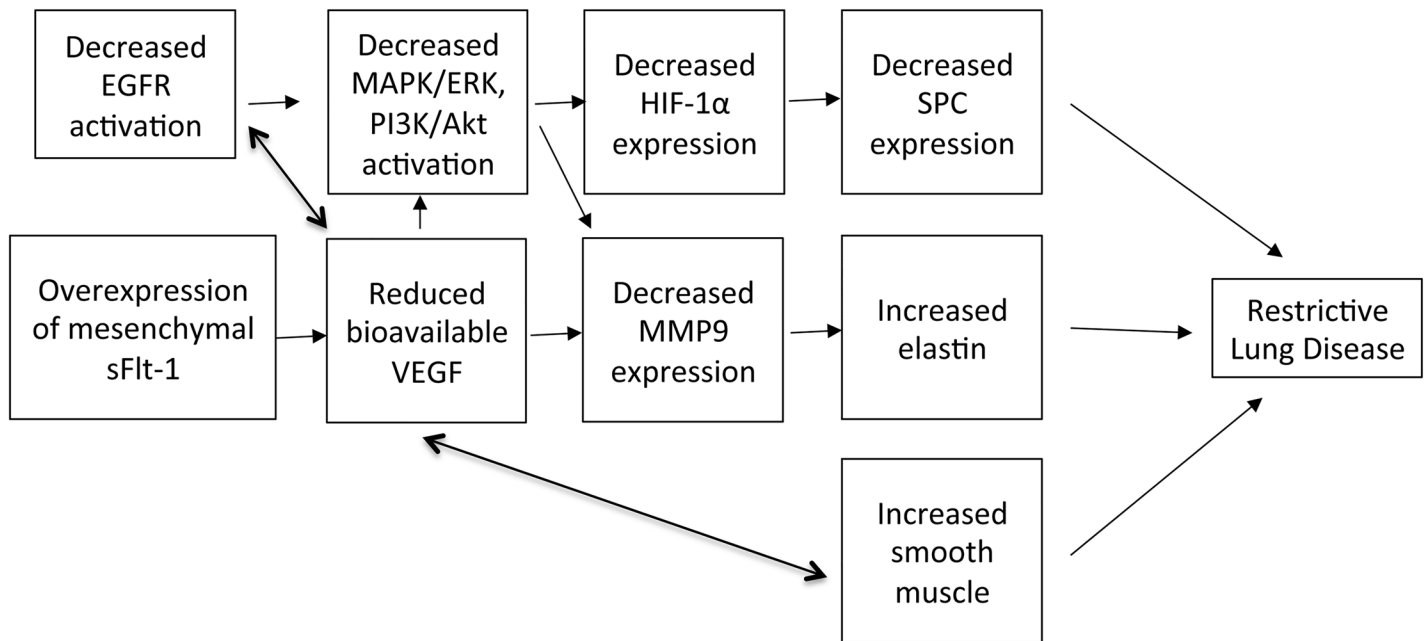 Decreased
EGFR
activation
Decreased
MAPK/ERK,
PI3K/Akt
activation
Decreased
HIF-1α
expression
Decreased
SPC
expression
Overexpression
of mesenchymal
sFlt-1
Reduced
bioavailable
VEGF
Decreased
MMP9
expression
Increased
elastin
Restrictive
Lung Disease
Increased
smooth
muscle